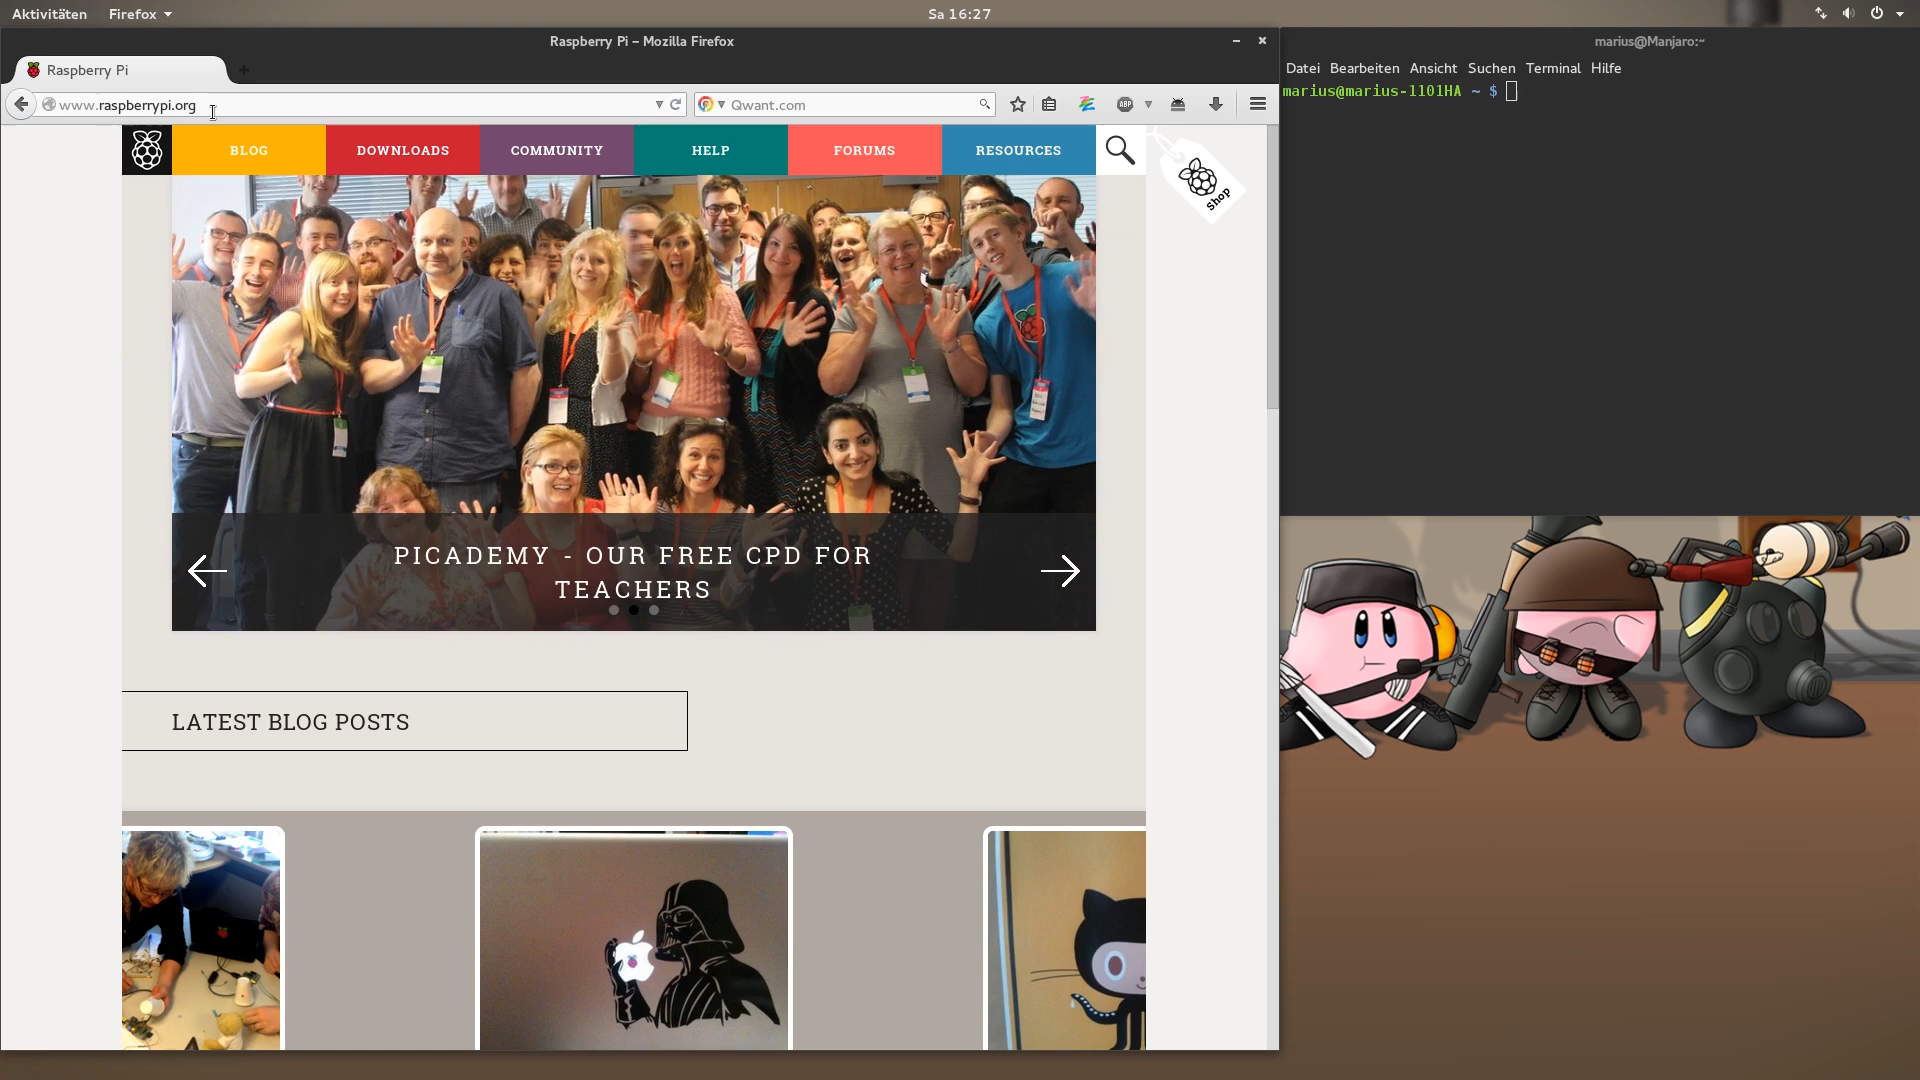 Aktivitäten Firefox Sa 16:27
Raspberry Pi – Mozilla Firefox
marius@Manjaro:~
Raspberry Pi
Datei Bearbeiten Ansicht Suchen Terminal Hilfe
marius@marius-1101HA ~ $
www.raspberrypi.org
Qwant.com
ABP
BLOG DOWNLOADS COMMUNITY HELP FORUMS RESOURCES
Shop
PICADEMY - OUR FREE CPD FOR
TEACHERS
LATEST BLOG POSTS